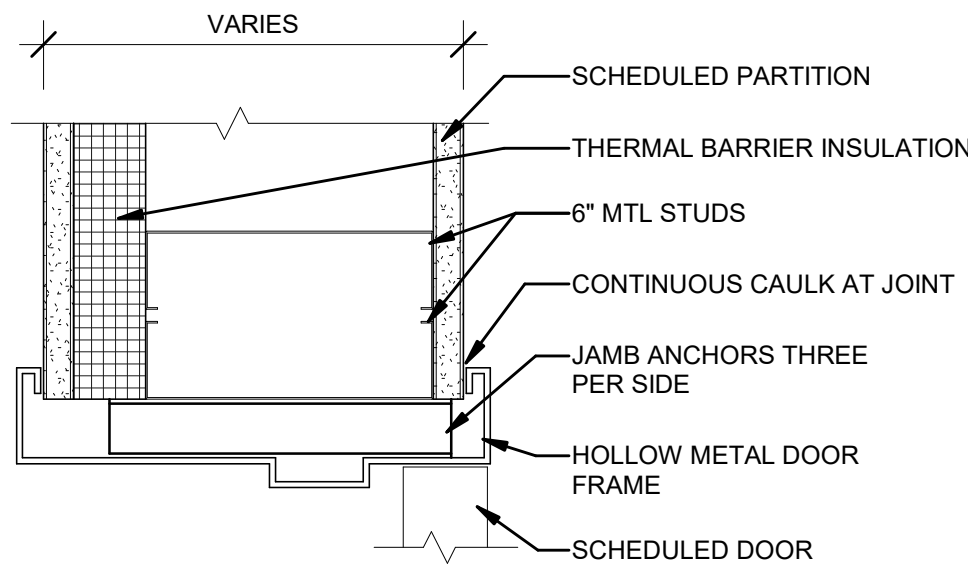 VARIES
SCHEDULED PARTITION
THERMAL BARRIER INSULATION
6" MTL STUDS
CONTINUOUS CAULK AT JOINT
JAMB ANCHORS THREE
PER SIDE
HOLLOW METAL DOOR
FRAME
SCHEDULED DOOR